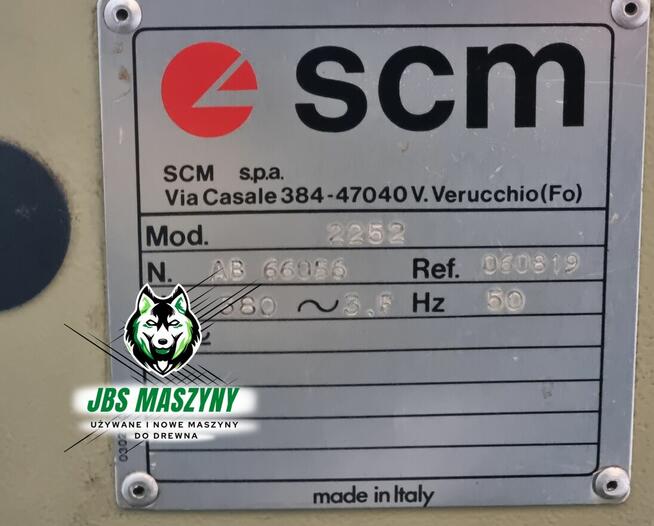 scm
SCM s.p.a.
Via Casale 384-47040 V. Verucchio (Fo)
Mod. 2252
N. AB 66056 Ref. 060819
380 ~ 3.F Hz 50
JBS MASZYNY
UŻYWANE I NOWE MASZYNY
DO DREWNA
made in Italy